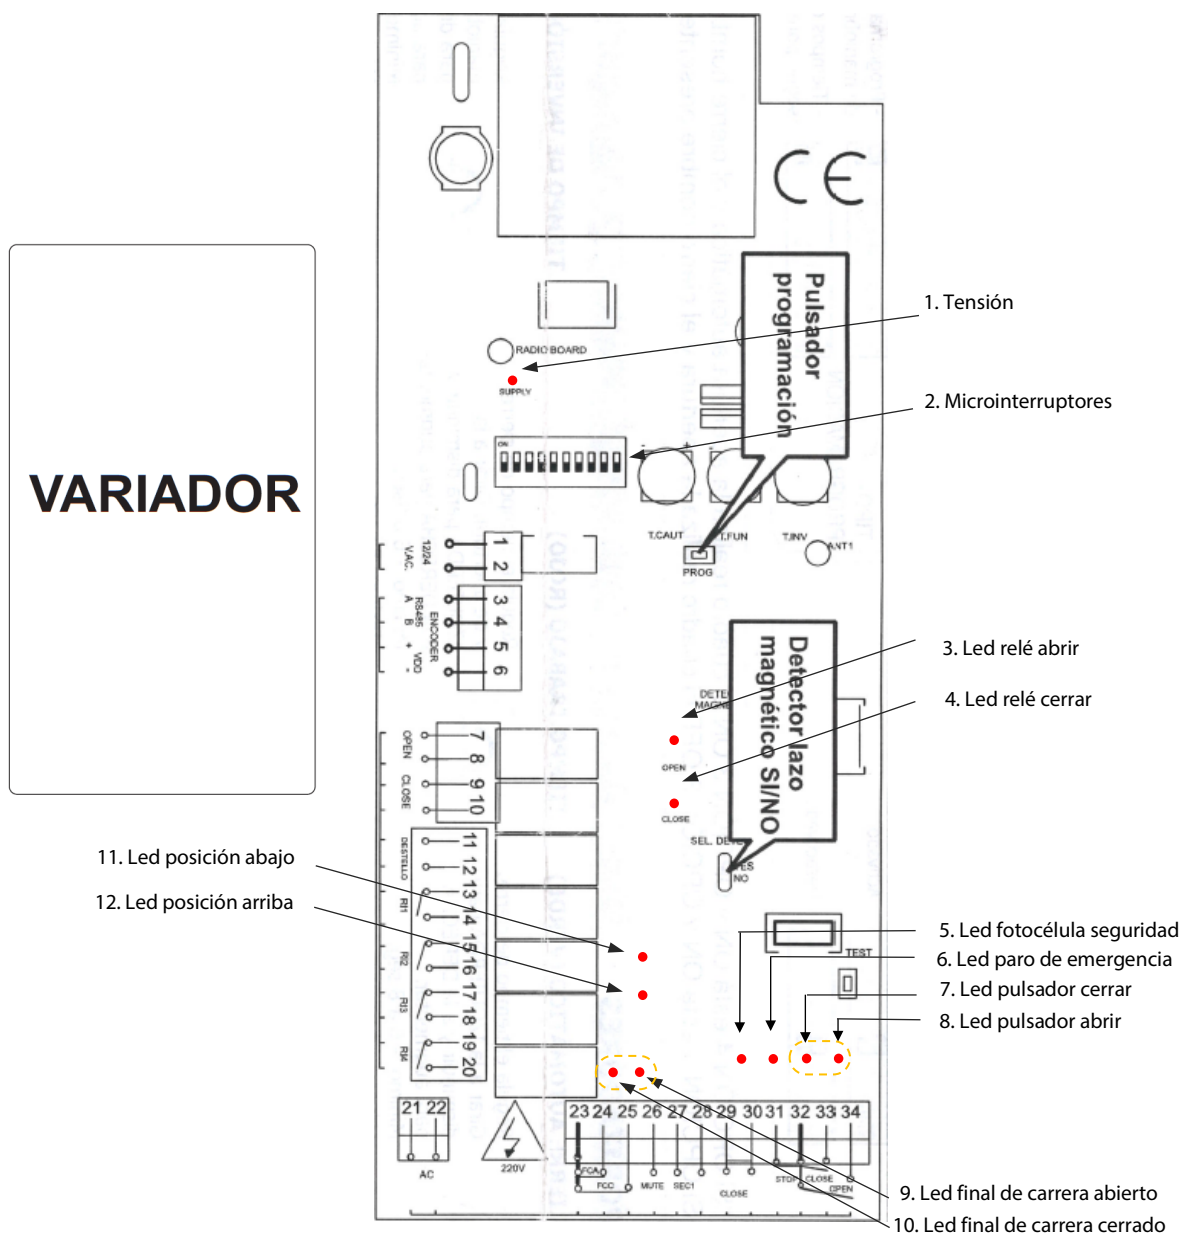 VARIADOR
CE
Pulsador
programación
1. Tensión
RADIO BOARD
SUPPLY
2. Microinterruptores
ON
- + -
T.CAUT
T.FUN
T.INV
ANT1
PROG
12/24
V.AC.
1
2
RS485
A B
ENCODER
VDD
+ -
3
4
5
6
Detector lazo
magnético SI/NO
3. Led relé abrir
4. Led relé cerrar
OPEN
CLOSE
OPEN
7
8
CLOSE
9
10
SEL.
YES
NO
DESTELLO
11
12
RI1
13
14
RI2
15
16
RI3
17
18
RI4
19
20
11. Led posición abajo
12. Led posición arriba
TEST
5. Led fotocélula seguridad
6. Led paro de emergencia
7. Led pulsador cerrar
8. Led pulsador abrir
21 22
AC
220V
23 24 25 26 27 28 29 30 31 32 33 34
FCA
FCC
MUTE
SEC1
CLOSE
STOP
CLOSE
OPEN
9. Led final de carrera abierto
10. Led final de carrera cerrado